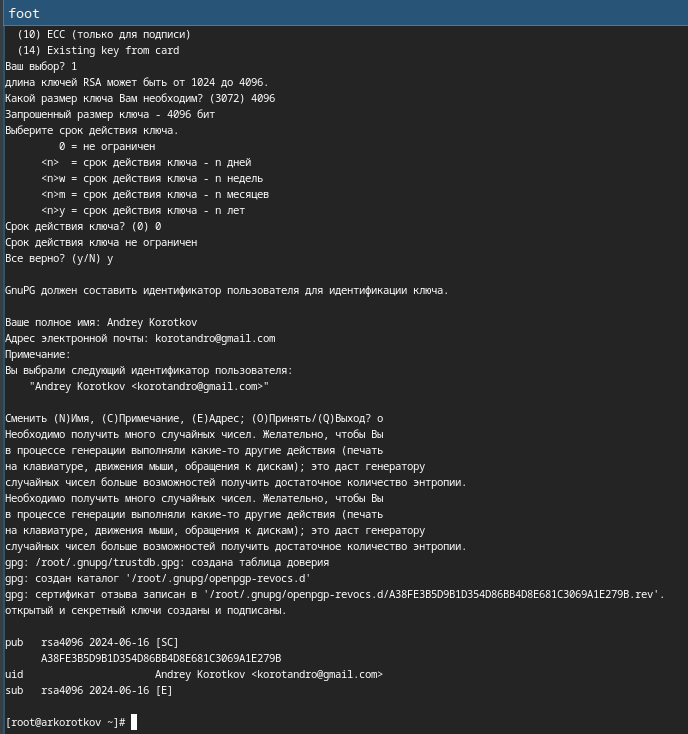 foot
(10) ECC (только для подписи)
(14) Existing key from card
Ваш выбор? 1
длина ключей RSA может быть от 1024 до 4096.
Какой размер ключа Вам необходим? (3072) 4096
Запрошенный размер ключа - 4096 бит
Выберите срок действия ключа.
0 = не ограничен
<n>  = срок действия ключа - n дней
<n>w = срок действия ключа - n недель
<n>m = срок действия ключа - n месяцев
<n>y = срок действия ключа - n лет
Срок действия ключа? (0) 0
Срок действия ключа не ограничен
Все верно? (y/N) y
GnuPG должен составить идентификатор пользователя для идентификации ключа.
Ваше полное имя: Andrey Korotkov
Адрес электронной почты: korotandro@gmail.com
Примечание:
Вы выбрали следующий идентификатор пользователя:
"Andrey Korotkov <korotandro@gmail.com>"
Сменить (N)Имя, (C)Примечание, (E)Адрес; (O)Принять/(Q)Выход? o
Необходимо получить много случайных чисел. Желательно, чтобы Вы
в процессе генерации выполняли какие-то другие действия (печать
на клавиатуре, движения мыши, обращения к дискам); это даст генератору
случайных чисел больше возможностей получить достаточное количество энтропии.
Необходимо получить много случайных чисел. Желательно, чтобы Вы
в процессе генерации выполняли какие-то другие действия (печать
на клавиатуре, движения мыши, обращения к дискам); это даст генератору
случайных чисел больше возможностей получить достаточное количество энтропии.
gpg: /root/.gnupg/trustdb.gpg: создана таблица доверия
gpg: создан каталог '/root/.gnupg/openpgp-revocs.d'
gpg: сертификат отзыва записан в '/root/.gnupg/openpgp-revocs.d/A38FE3B5D9B1D354D86BB4D8E681C3069A1E279B.rev'.
открытый и секретный ключи созданы и подписаны.
pub   rsa4096 2024-06-16 [SC]
A38FE3B5D9B1D354D86BB4D8E681C3069A1E279B
uid                      Andrey Korotkov <korotandro@gmail.com>
sub   rsa4096 2024-06-16 [E]
[root@arkorotkov ~]#